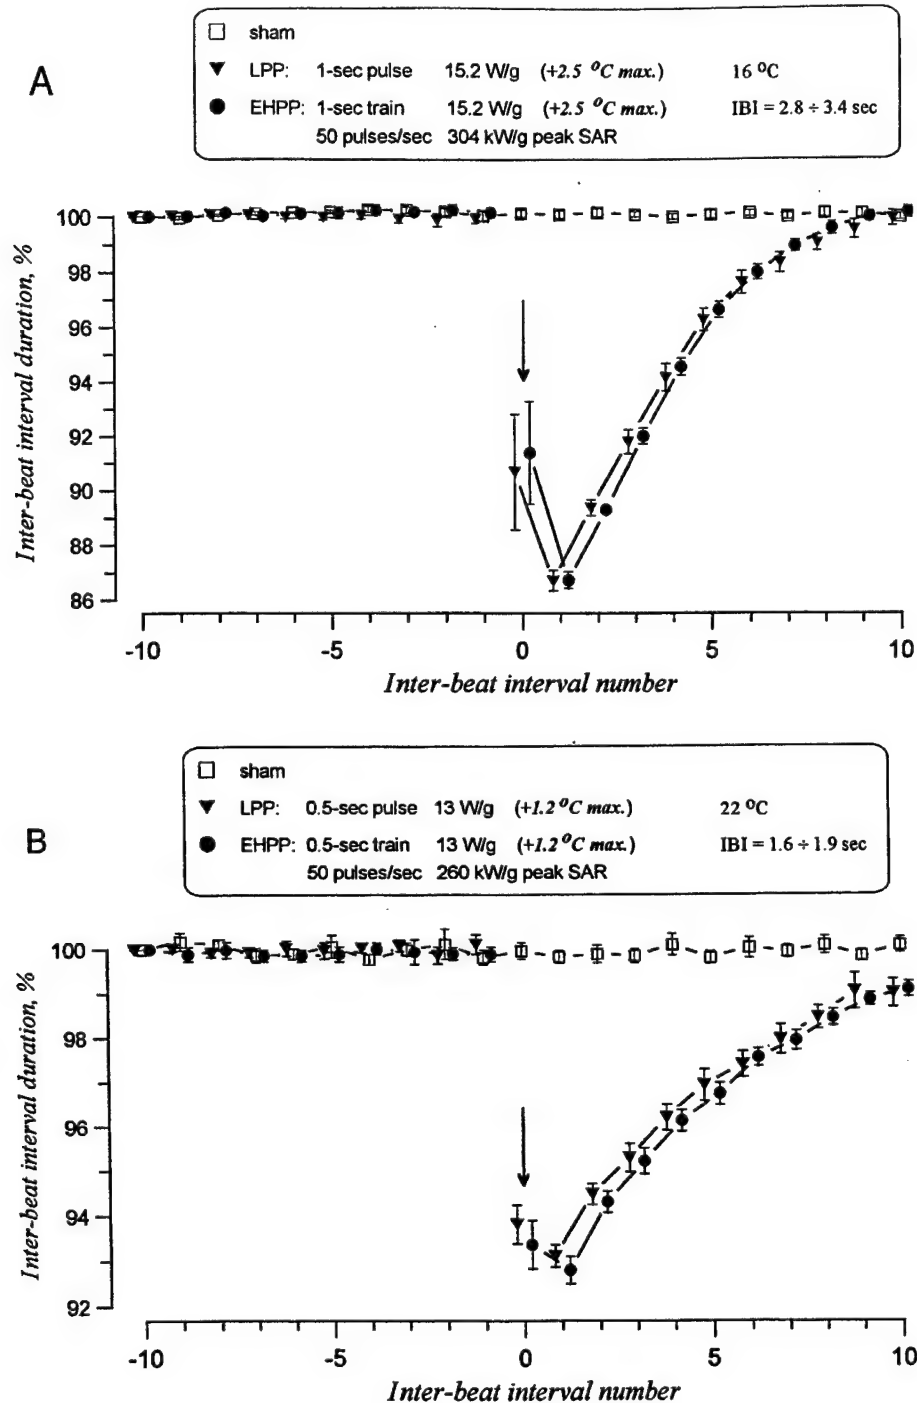 A
sham
LPP: 1-sec pulse 15.2 W/g (+2.5 °C max.) 16 °C
EHPP: 1-sec train 15.2 W/g (+2.5 °C max.) IBI = 2.8 ÷ 3.4 sec
50 pulses/sec 304 kW/g peak SAR
Inter-beat interval duration, %
100
98
96
94
92
90
88
86
-10 -5 0 5 10
Inter-beat interval number
B
sham
LPP: 0.5-sec pulse 13 W/g (+1.2 °C max.) 22 °C
EHPP: 0.5-sec train 13 W/g (+1.2 °C max.) IBI = 1.6 ÷ 1.9 sec
50 pulses/sec 260 kW/g peak SAR
Inter-beat interval duration, %
100
98
96
94
92
-10 -5 0 5 10
Inter-beat interval number